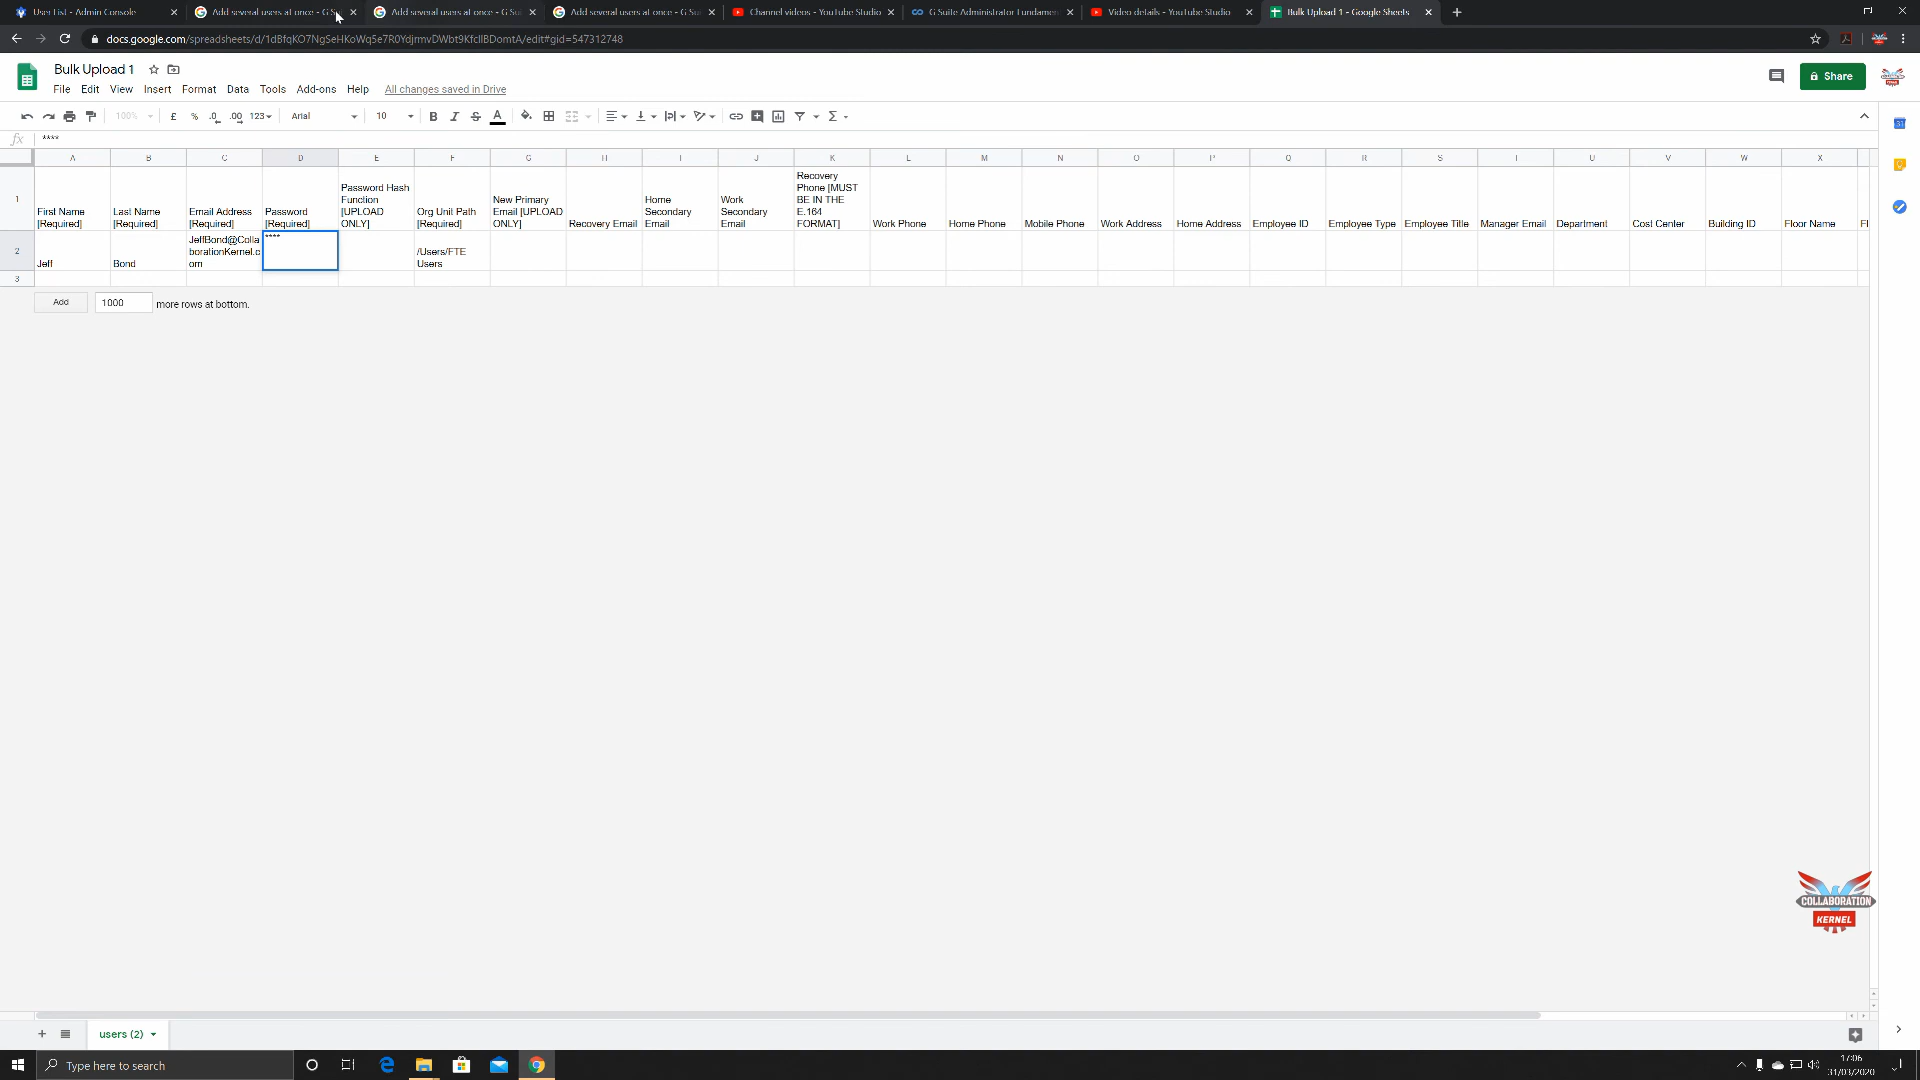 User List - Admin Console
Add several users at once - G Su
Add several users at once - G Su
Add several users at once - G Su
Channel videos - YouTube Studio
G Suite Administrator Fundamen
Video details - YouTube Studio
Bulk Upload 1 - Google Sheets
docs.google.com/spreadsheets/d/1dBfqKO7NgSeHKoWq5e7R0YdjrmvDWbt9KfclIBDomtA/edit#gid=547312748
Bulk Upload 1
File Edit View Insert Format Data Tools Add-ons Help All changes saved in Drive
Share
100% £ % .0 .00 123 Arial 10 B I S A
fx ****
A B C D E F G H I J K L M N O P Q R S T U V W X
1
First Name [Required]
Last Name [Required]
Email Address [Required]
Password [Required]
Password Hash Function [UPLOAD ONLY]
Org Unit Path [Required]
New Primary Email [UPLOAD ONLY]
Recovery Email
Home Secondary Email
Work Secondary Email
Recovery Phone [MUST BE IN THE E.164 FORMAT]
Work Phone
Home Phone
Mobile Phone
Work Address
Home Address
Employee ID
Employee Type
Employee Title
Manager Email
Department
Cost Center
Building ID
Floor Name
Fl
2
Jeff
Bond
JeffBond@CollaborationKernel.com
****
/Users/FTE Users
3
Add 1000 more rows at bottom.
COLLABORATION
KERNEL
users (2)
Type here to search
17:06
31/03/2020